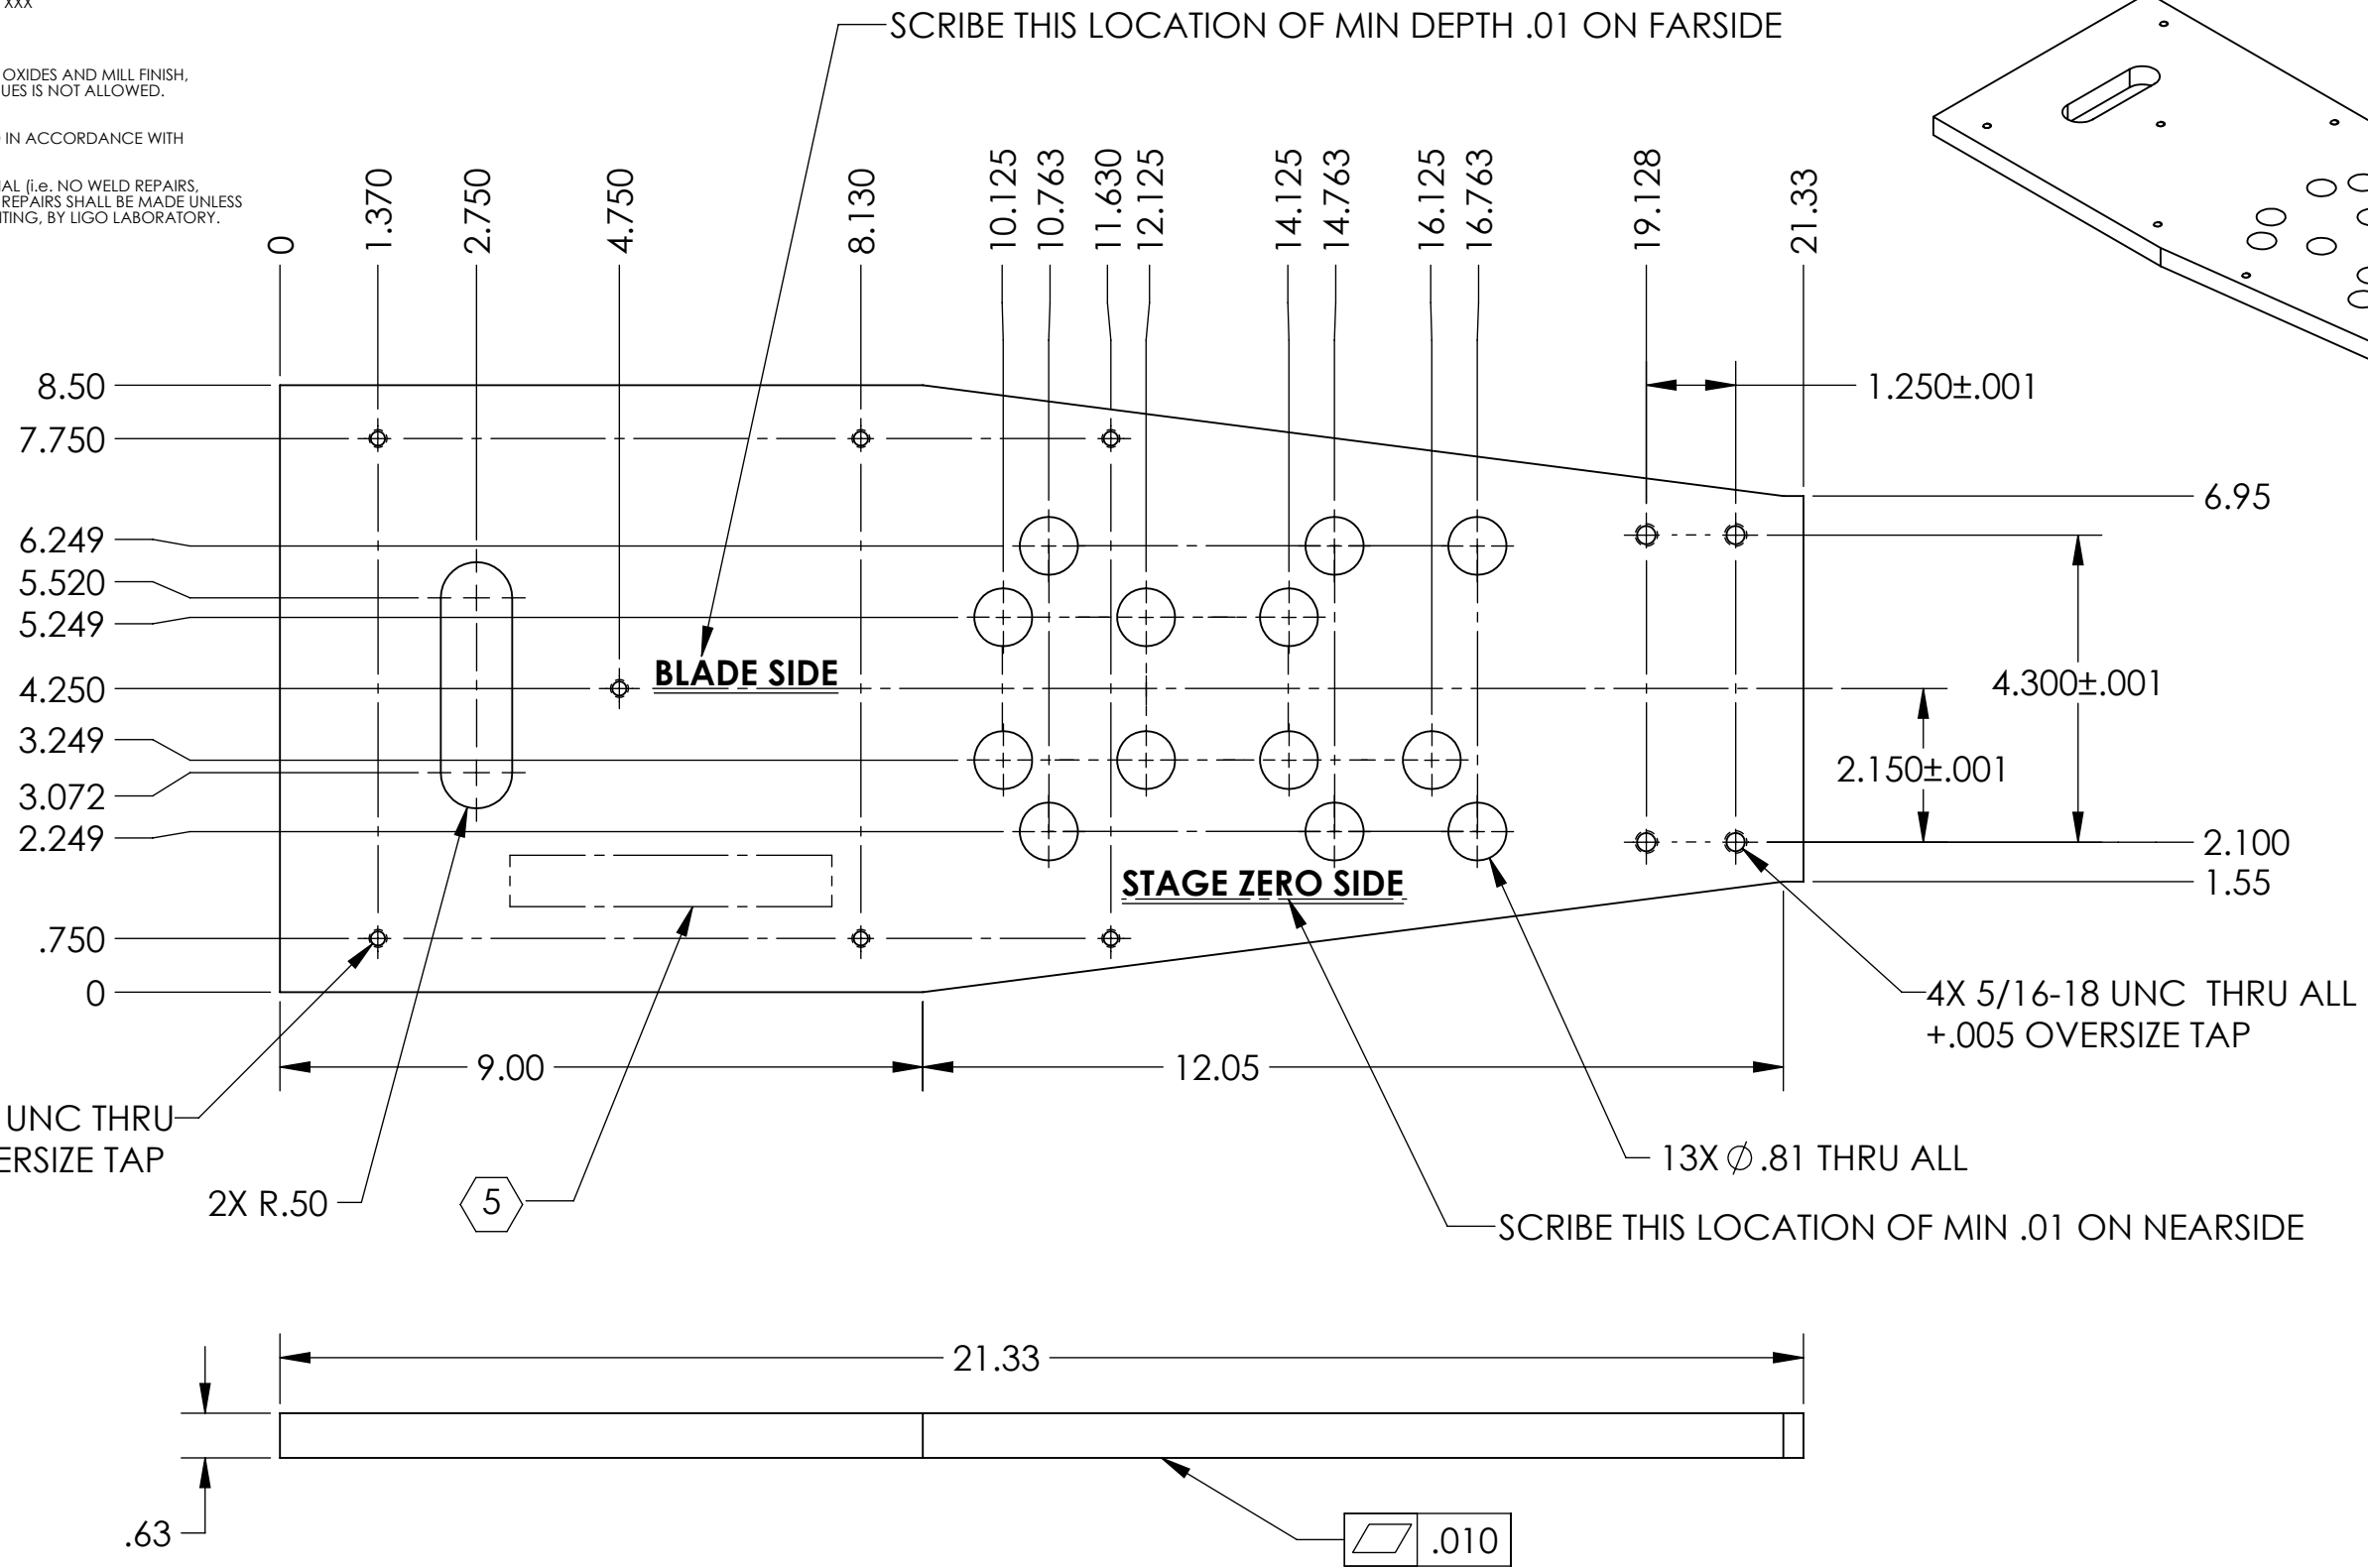 XXX
OXIDES AND MILL FINISH,
UES IS NOT ALLOWED.
IN ACCORDANCE WITH
IAL (i.e. NO WELD REPAIRS,
REPAIRS SHALL BE MADE UNLESS
ITING, BY LIGO LABORATORY.
SCRIBE THIS LOCATION OF MIN DEPTH .01 ON FARSIDE
0
1.370
2.750
4.750
8.130
10.125
10.763
11.630
12.125
14.125
14.763
16.125
16.763
19.128
21.33
8.50
7.750
6.249
5.520
5.249
4.250
3.249
3.072
2.249
.750
0
1.250±.001
6.95
4.300±.001
2.150±.001
2.100
1.55
BLADE SIDE
STAGE ZERO SIDE
4X 5/16-18 UNC THRU ALL
+.005 OVERSIZE TAP
9.00
12.05
UNC THRU
ERSIZE TAP
2X R.50
5
13X ∅.81 THRU ALL
SCRIBE THIS LOCATION OF MIN .01 ON NEARSIDE
21.33
.63
.010